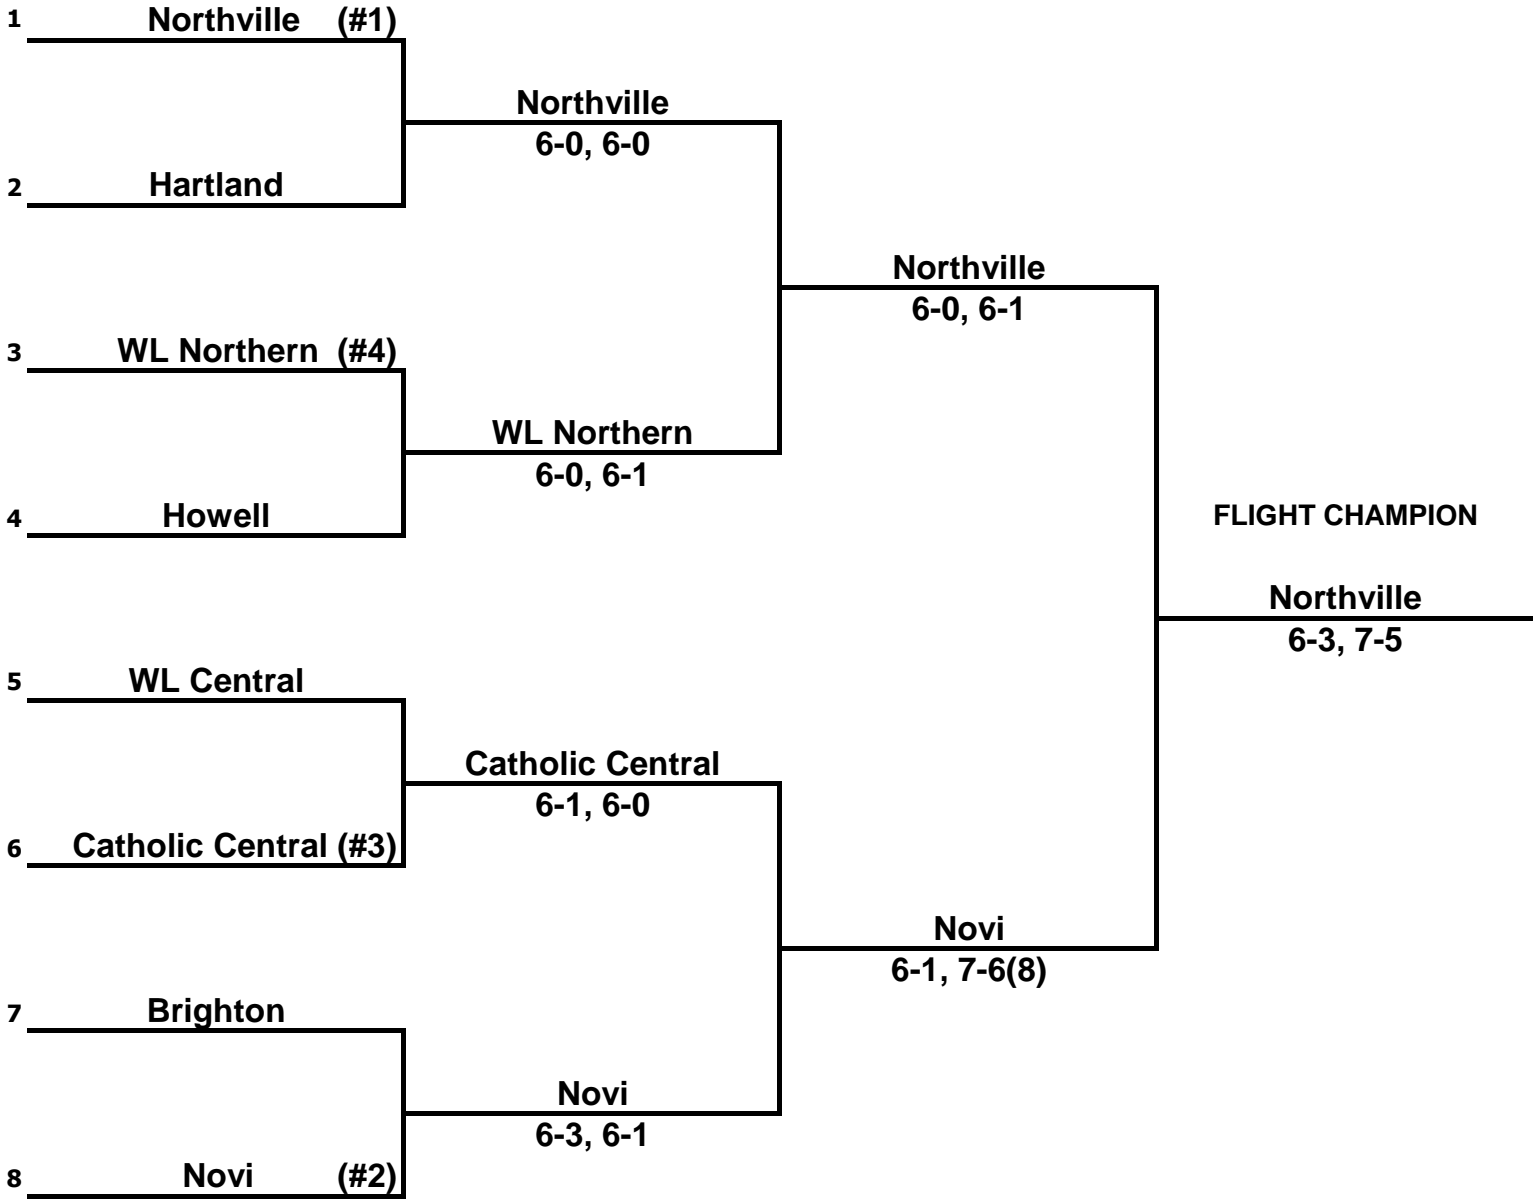 1 Northville (#1)
Northville
6-0, 6-0
2 Hartland
Northville
6-0, 6-1
3 WL Northern (#4)
WL Northern
6-0, 6-1
4 Howell
FLIGHT CHAMPION
Northville
6-3, 7-5
5 WL Central
Catholic Central
6-1, 6-0
6 Catholic Central (#3)
Novi
6-1, 7-6(8)
7 Brighton
Novi
6-3, 6-1
8 Novi (#2)